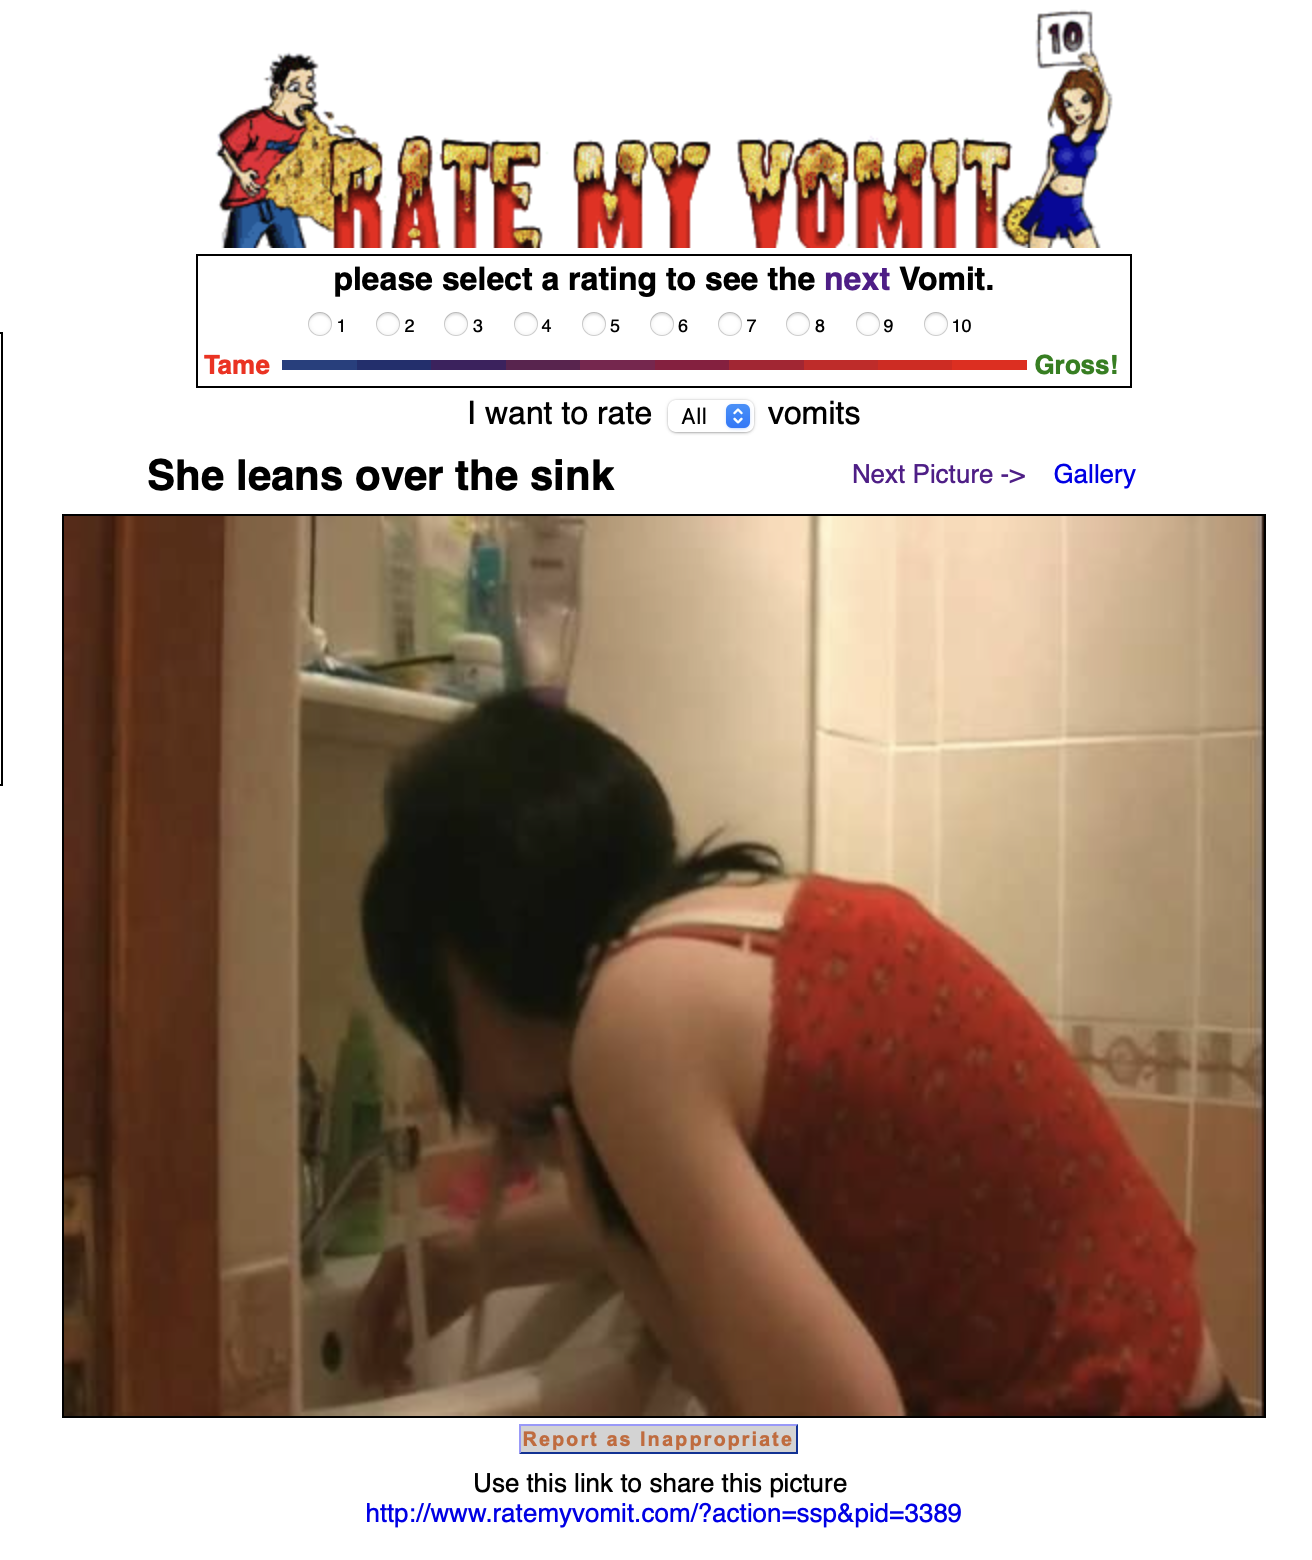 10
RATE MY VOMIT
please select a rating to see the next Vomit.
1 2 3 4 5 6 7 8 9 10
Tame Gross!
I want to rate All vomits
She leans over the sink Next Picture -> Gallery
Report as Inappropriate
Use this link to share this picture
http://www.ratemyvomit.com/?action=ssp&pid=3389